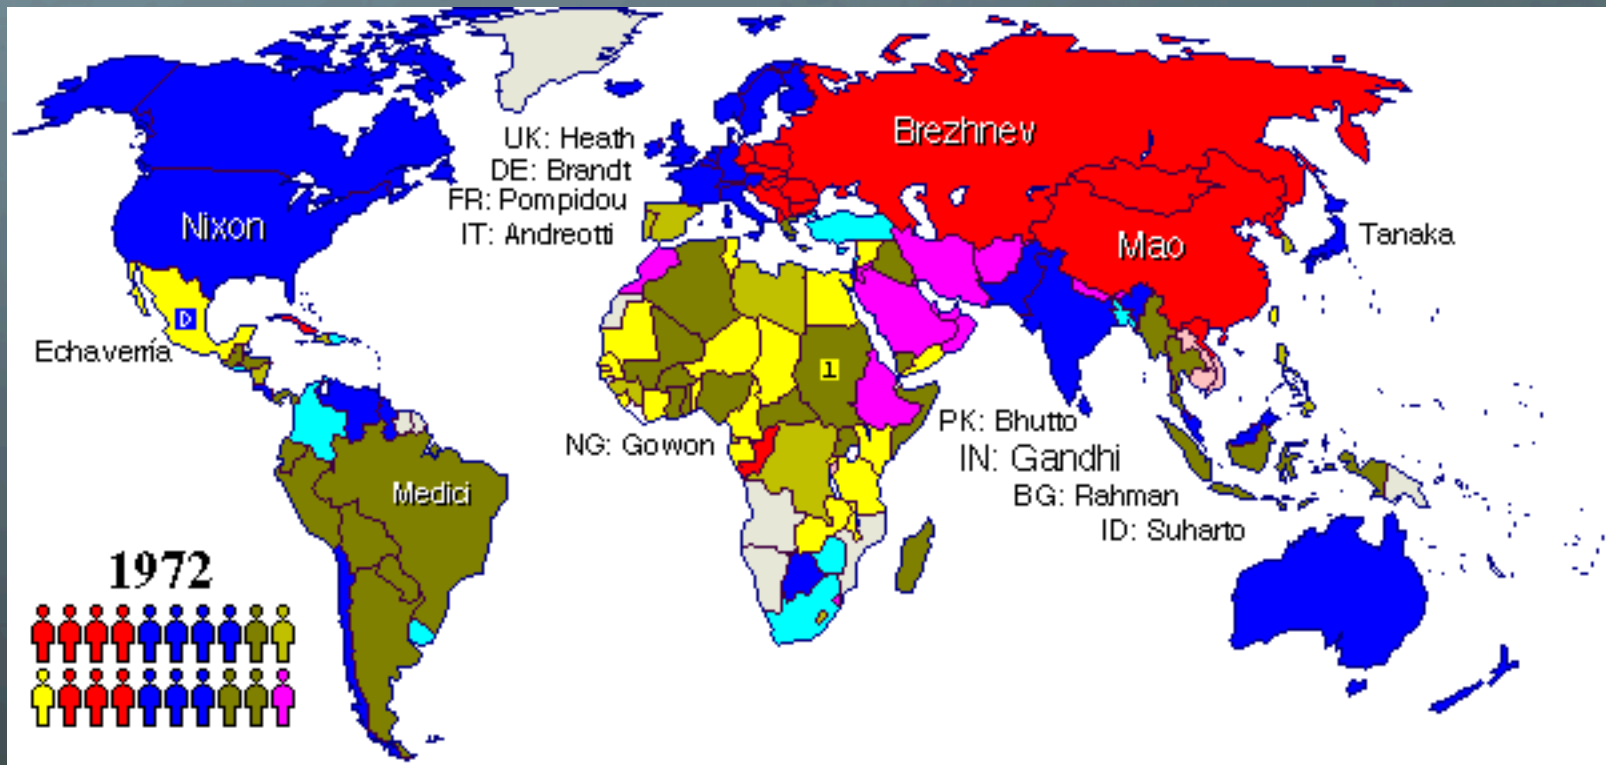 Brezhnev
UK: Heath
DE: Brandt
FR: Pompidou
IT: Andreotti
Nixon
Mao
Tanaka
D
Echaverría
1
PK: Bhutto
NG: Gowon
IN: Gandhi
Medici
BG: Rahman
ID: Suharto
1972